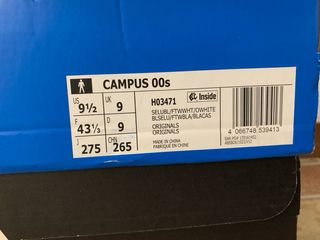 CAMPUS 00s
US 9½ UK 9
F 43⅓ D 9
J 275 CHN 265
H03471
Inside
SELUBL/FTWWHT/OWHITE
BLSELU/FTWBLA/BLACAS
ORIGINALS
ORIGINALS
MADE IN CHINA
FABRIQUÉ EN CHINE
4 066748 539413